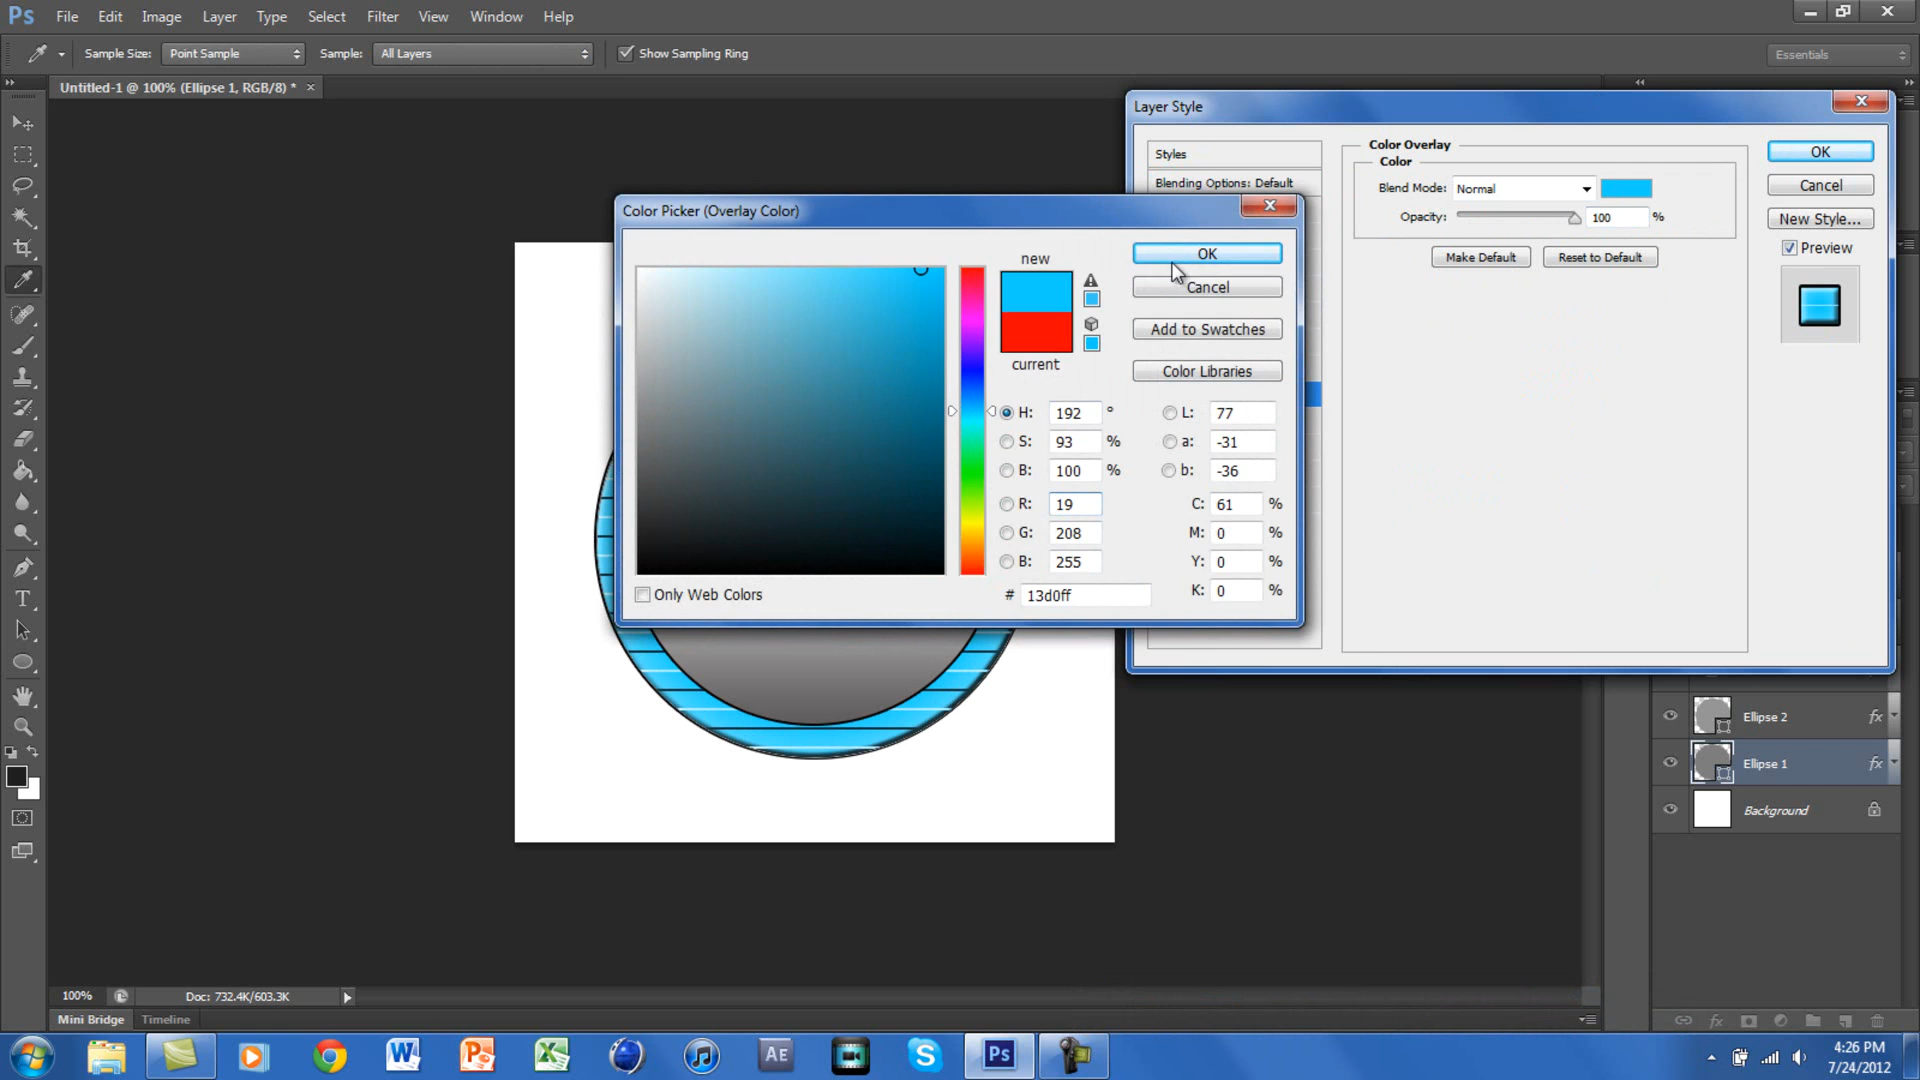 Ps File Edit Image Layer Type Select Filter View Window Help
Sample Size: Point Sample Sample: All Layers Show Sampling Ring Essentials
Untitled-1 @ 100% (Ellipse 1, RGB/8) * ×
Layer Style
Styles
Blending Options: Default
Color Overlay
Color
Blend Mode: Normal
Opacity: 100 %
Make Default Reset to Default
OK
Cancel
New Style...
Preview
Color Picker (Overlay Color)
new
current
OK
Cancel
Add to Swatches
Color Libraries
H: 192 °
S: 93 %
B: 100 %
R: 19
G: 208
B: 255
# 13d0ff
L: 77
a: -31
b: -36
C: 61 %
M: 0 %
Y: 0 %
K: 0 %
Only Web Colors
Ellipse 2 fx
Ellipse 1 fx
Background
100% Doc: 732.4K/603.3K
Mini Bridge Timeline
AE
Ps
4:26 PM
7/24/2012